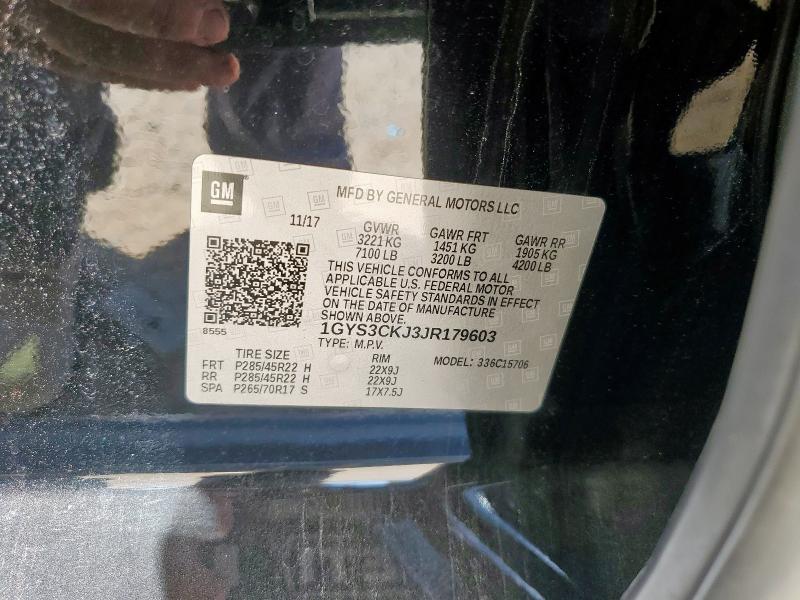 GM
MFD BY GENERAL MOTORS LLC
11/17
GVWR GAWR FRT GAWR RR
3221 KG 1451 KG 1905 KG
7100 LB 3200 LB 4200 LB
THIS VEHICLE CONFORMS TO ALL
APPLICABLE U.S. FEDERAL MOTOR
VEHICLE SAFETY STANDARDS IN EFFECT
ON THE DATE OF MANUFACTURE
SHOWN ABOVE.
8555
1GYS3CKJ3JR179603
TYPE: M.P.V.
TIRE SIZE RIM MODEL: 336C15706
FRT P285/45R22 H 22X9J
RR P285/45R22 H 22X9J
SPA P265/70R17 S 17X7.5J